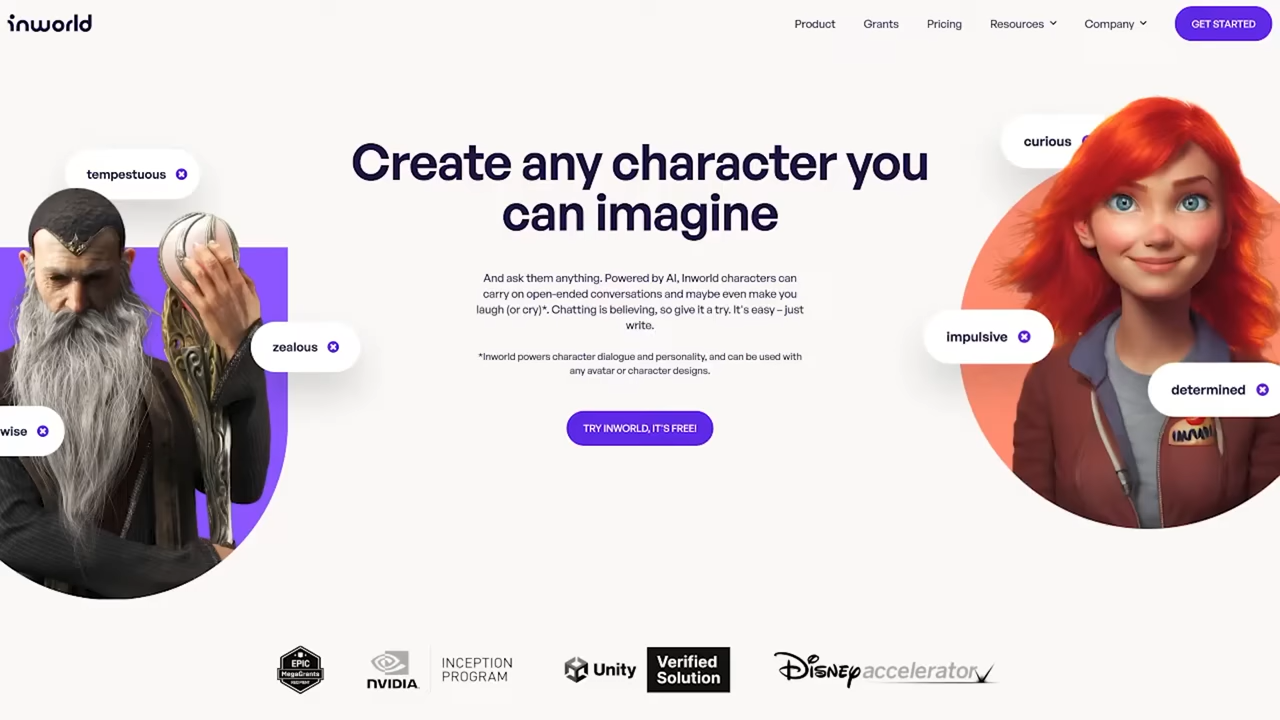 inworld
Product Grants Pricing Resources Company GET STARTED
tempestuous
zealous
wise
Create any character you
can imagine
And ask them anything. Powered by AI, Inworld characters can
carry on open-ended conversations and maybe even make you
laugh (or cry)*. Chatting is believing, so give it a try. It's easy – just
write.
*Inworld powers character dialogue and personality, and can be used with
any avatar or character designs.
TRY INWORLD, IT'S FREE!
curious
impulsive
determined
EPIC
MegaGrants
RECIPIENT
NVIDIA.
INCEPTION
PROGRAM
Unity
Verified
Solution
Disney accelerator